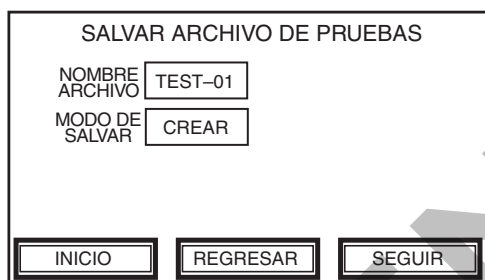 SALVAR ARCHIVO DE PRUEBAS
NOMBRE
ARCHIVO
TEST–01
MODO DE
SALVAR
CREAR
INICIO
REGRESAR
SEGUIR